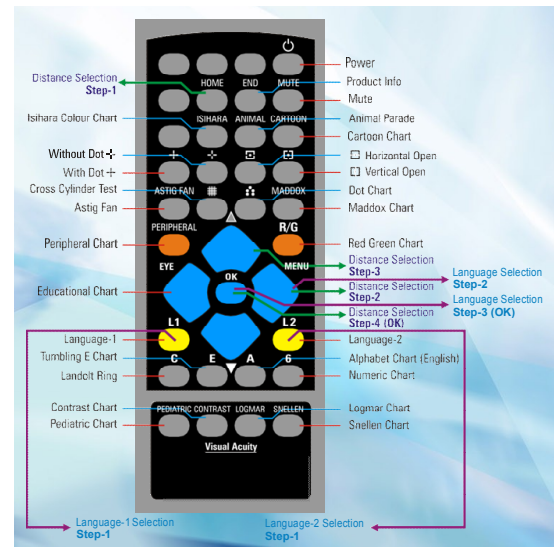 Power
HOME END MUTE
Distance Selection
Step-1
Product Info
Mute
ISIHARA ANIMAL CARTOON
Isihara Colour Chart
Animal Parade
Cartoon Chart
Without Dot
Horizontal Open
With Dot
Vertical Open
Cross Cylinder Test
ASTIG FAN MADDOX
Dot Chart
Astig Fan
Maddox Chart
PERIPHERAL R/G
Peripheral Chart
Red Green Chart
EYE MENU
Distance Selection
Step-3
OK
Language Selection
Step-2
Educational Chart
Distance Selection
Step-2
Language Selection
Step-3 (OK)
Distance Selection
Step-4 (OK)
L1 L2
Language-1
Language-2
C E A 6
Tumbling E Chart
Alphabet Chart (English)
Landolt Ring
Numeric Chart
PEDIATRIC CONTRAST LOGMAR SNELLEN
Contrast Chart
Logmar Chart
Pediatric Chart
Snellen Chart
Visual Acuity
Language-1 Selection
Step-1
Language-2 Selection
Step-1